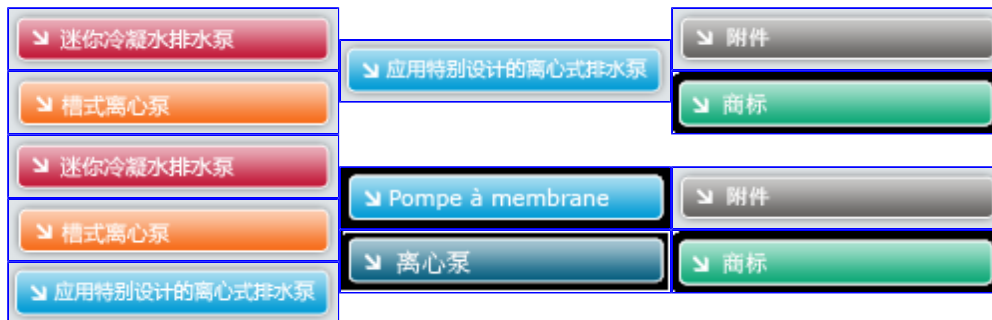 迷你冷凝水排水泵
槽式离心泵
迷你冷凝水排水泵
槽式离心泵
应用特别设计的离心式排水泵
应用特别设计的离心式排水泵
Pompe à membrane
离心泵
附件
商标
附件
商标